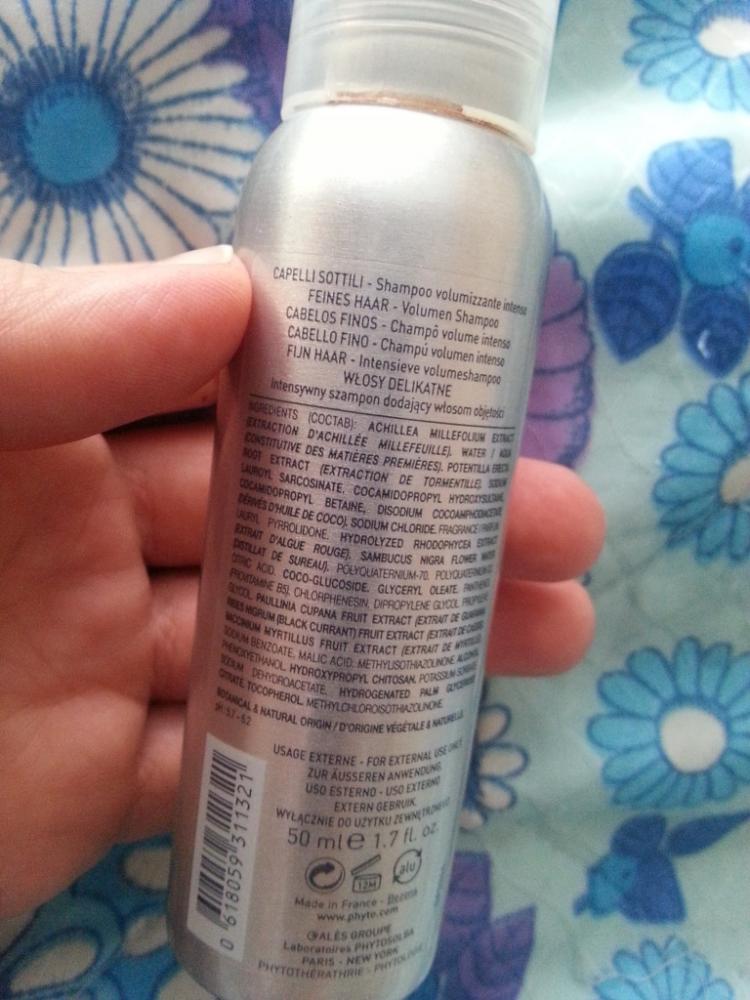 CAPELLI SOTTILI - Shampoo volumizzante intenso
FEINES HAAR - Volumen Shampoo
CABELOS FINOS - Champô volume intenso
CABELLO FINO - Champú volumen intenso
FIJN HAAR - Intensieve volumeshampoo
WŁOSY DELIKATNE
Intensywny szampon dodający włosom objętości
INGREDIENTS (COCTAB): ACHILLEA MILLEFOLIUM EXTRACT
(EXTRACTION D'ACHILLÉE MILLEFEUILLE), WATER / AQUA
(CONSTITUTIVE DES MATIÈRES PREMIÈRES), POTENTILLA ERECTA
ROOT EXTRACT (EXTRACTION DE TORMENTILLE), SODIUM
LAUROYL SARCOSINATE, COCAMIDOPROPYL HYDROXYSULTAINE,
COCAMIDOPROPYL BETAINE, DISODIUM COCOAMPHODIACETATE
(DÉRIVÉS D'HUILE DE COCO), SODIUM CHLORIDE, FRAGRANCE / PARFUM,
LAURYL PYRROLIDONE, HYDROLYZED RHODOPHYCEA EXTRACT
(EXTRAIT D'ALGUE ROUGE), SAMBUCUS NIGRA FLOWER WATER
(DISTILLAT DE SUREAU), POLYQUATERNIUM-70,
CITRIC ACID, COCO-GLUCOSIDE, GLYCERYL OLEATE, PANTHENOL
(PROVITAMINE B5), CHLORPHENESIN, DIPROPYLENE GLYCOL, PROPYLENE
GLYCOL, PAULLINIA CUPANA FRUIT EXTRACT (EXTRAIT DE GUARANA),
RIBES NIGRUM (BLACK CURRANT) FRUIT EXTRACT (EXTRAIT DE CASSIS),
VACCINIUM MYRTILLUS FRUIT EXTRACT (EXTRAIT DE MYRTILLE),
SODIUM BENZOATE, MALIC ACID, METHYLISOTHIAZOLINONE, ALCOHOL,
PHENOXYETHANOL, HYDROXYPROPYL CHITOSAN, POTASSIUM SORBATE,
SODIUM DEHYDROACETATE, HYDROGENATED PALM GLYCERIDES
CITRATE, TOCOPHEROL, METHYLCHLOROISOTHIAZOLINONE.
BOTANICAL & NATURAL ORIGIN / D'ORIGINE VÉGÉTALE & NATURELLE.
pH 5.7 - 6.2
USAGE EXTERNE - FOR EXTERNAL USE ONLY
ZUR ÄUSSEREN ANWENDUNG.
USO ESTERNO - USO EXTERNO
EXTERN GEBRUIK.
WYŁĄCZNIE DO UŻYTKU ZEWNĘTRZNEGO
50 ml e 1.7 fl. oz.
12M
alu
Made in France -
www.phyto.com
©ALÈS GROUPE
Laboratoires PHYTOSOLBA
PARIS - NEW YORK
PHYTOTHÉRATHRIE - PHYTOLOGIE
0 618059 311321